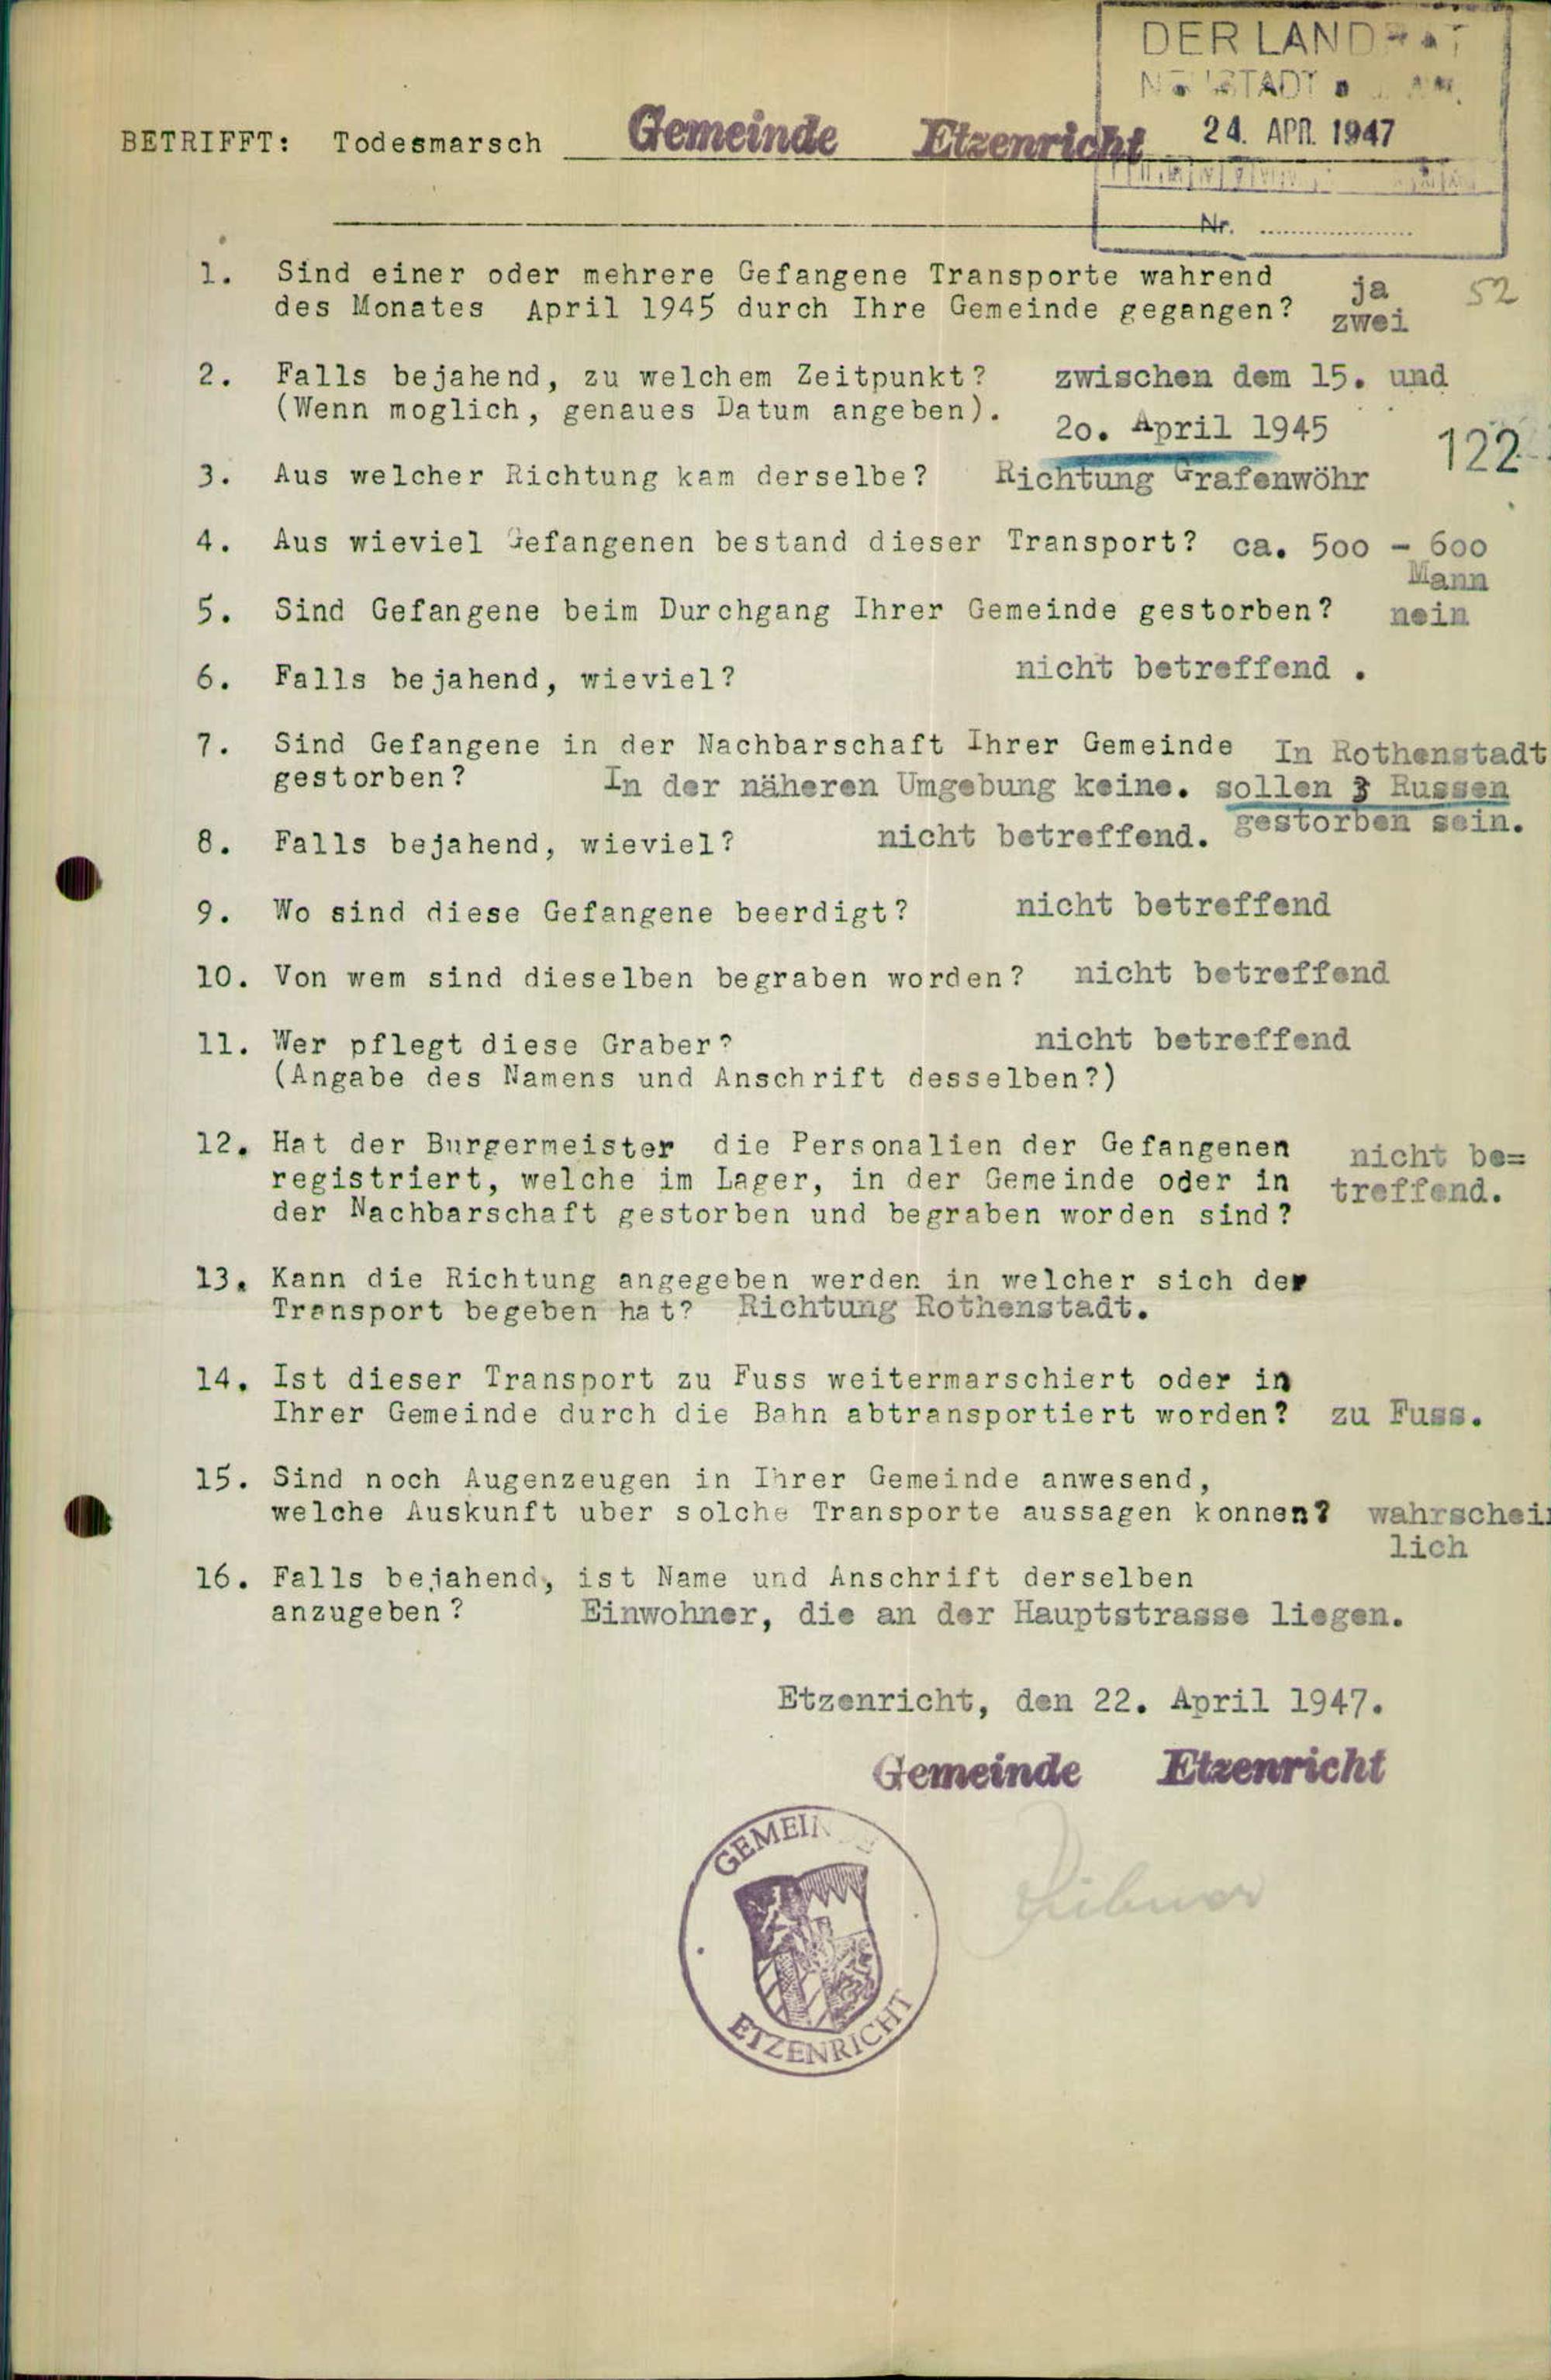 DER LANDRAT
NEUSTADT
BETRIFFT: Todesmarsch Gemeinde Etzenricht 24. APR. 1947
Nr.
1. Sind einer oder mehrere Gefangene Transporte wahrend ja 52
des Monates April 1945 durch Ihre Gemeinde gegangen? zwei
2. Falls bejahend, zu welchem Zeitpunkt? zwischen dem 15. und
(Wenn moglich, genaues Datum angeben). 2o. April 1945
122
3. Aus welcher Richtung kam derselbe? Richtung Grafenwöhr
4. Aus wieviel Gefangenen bestand dieser Transport? ca. 5oo - 6oo
Mann
5. Sind Gefangene beim Durchgang Ihrer Gemeinde gestorben? nein
6. Falls bejahend, wieviel? nicht betreffend .
7. Sind Gefangene in der Nachbarschaft Ihrer Gemeinde In Rothenstadt
gestorben? In der näheren Umgebung keine. sollen 3 Russen
gestorben sein.
8. Falls bejahend, wieviel? nicht betreffend.
9. Wo sind diese Gefangene beerdigt? nicht betreffend
10. Von wem sind dieselben begraben worden? nicht betreffend
11. Wer pflegt diese Graber? nicht betreffend
(Angabe des Namens und Anschrift desselben?)
12. Hat der Burgermeister die Personalien der Gefangenen nicht be=
registriert, welche im Lager, in der Gemeinde oder in treffend.
der Nachbarschaft gestorben und begraben worden sind?
13. Kann die Richtung angegeben werden in welcher sich der
Transport begeben hat? Richtung Rothenstadt.
14. Ist dieser Transport zu Fuss weitermarschiert oder in
Ihrer Gemeinde durch die Bahn abtransportiert worden? zu Fuss.
15. Sind noch Augenzeugen in Ihrer Gemeinde anwesend,
welche Auskunft uber solche Transporte aussagen konnen? wahrschei
lich
16. Falls bejahend, ist Name und Anschrift derselben
anzugeben? Einwohner, die an der Hauptstrasse liegen.
Etzenricht, den 22. April 1947.
Gemeinde Etzenricht
GEMEIN
ETZENRICHT